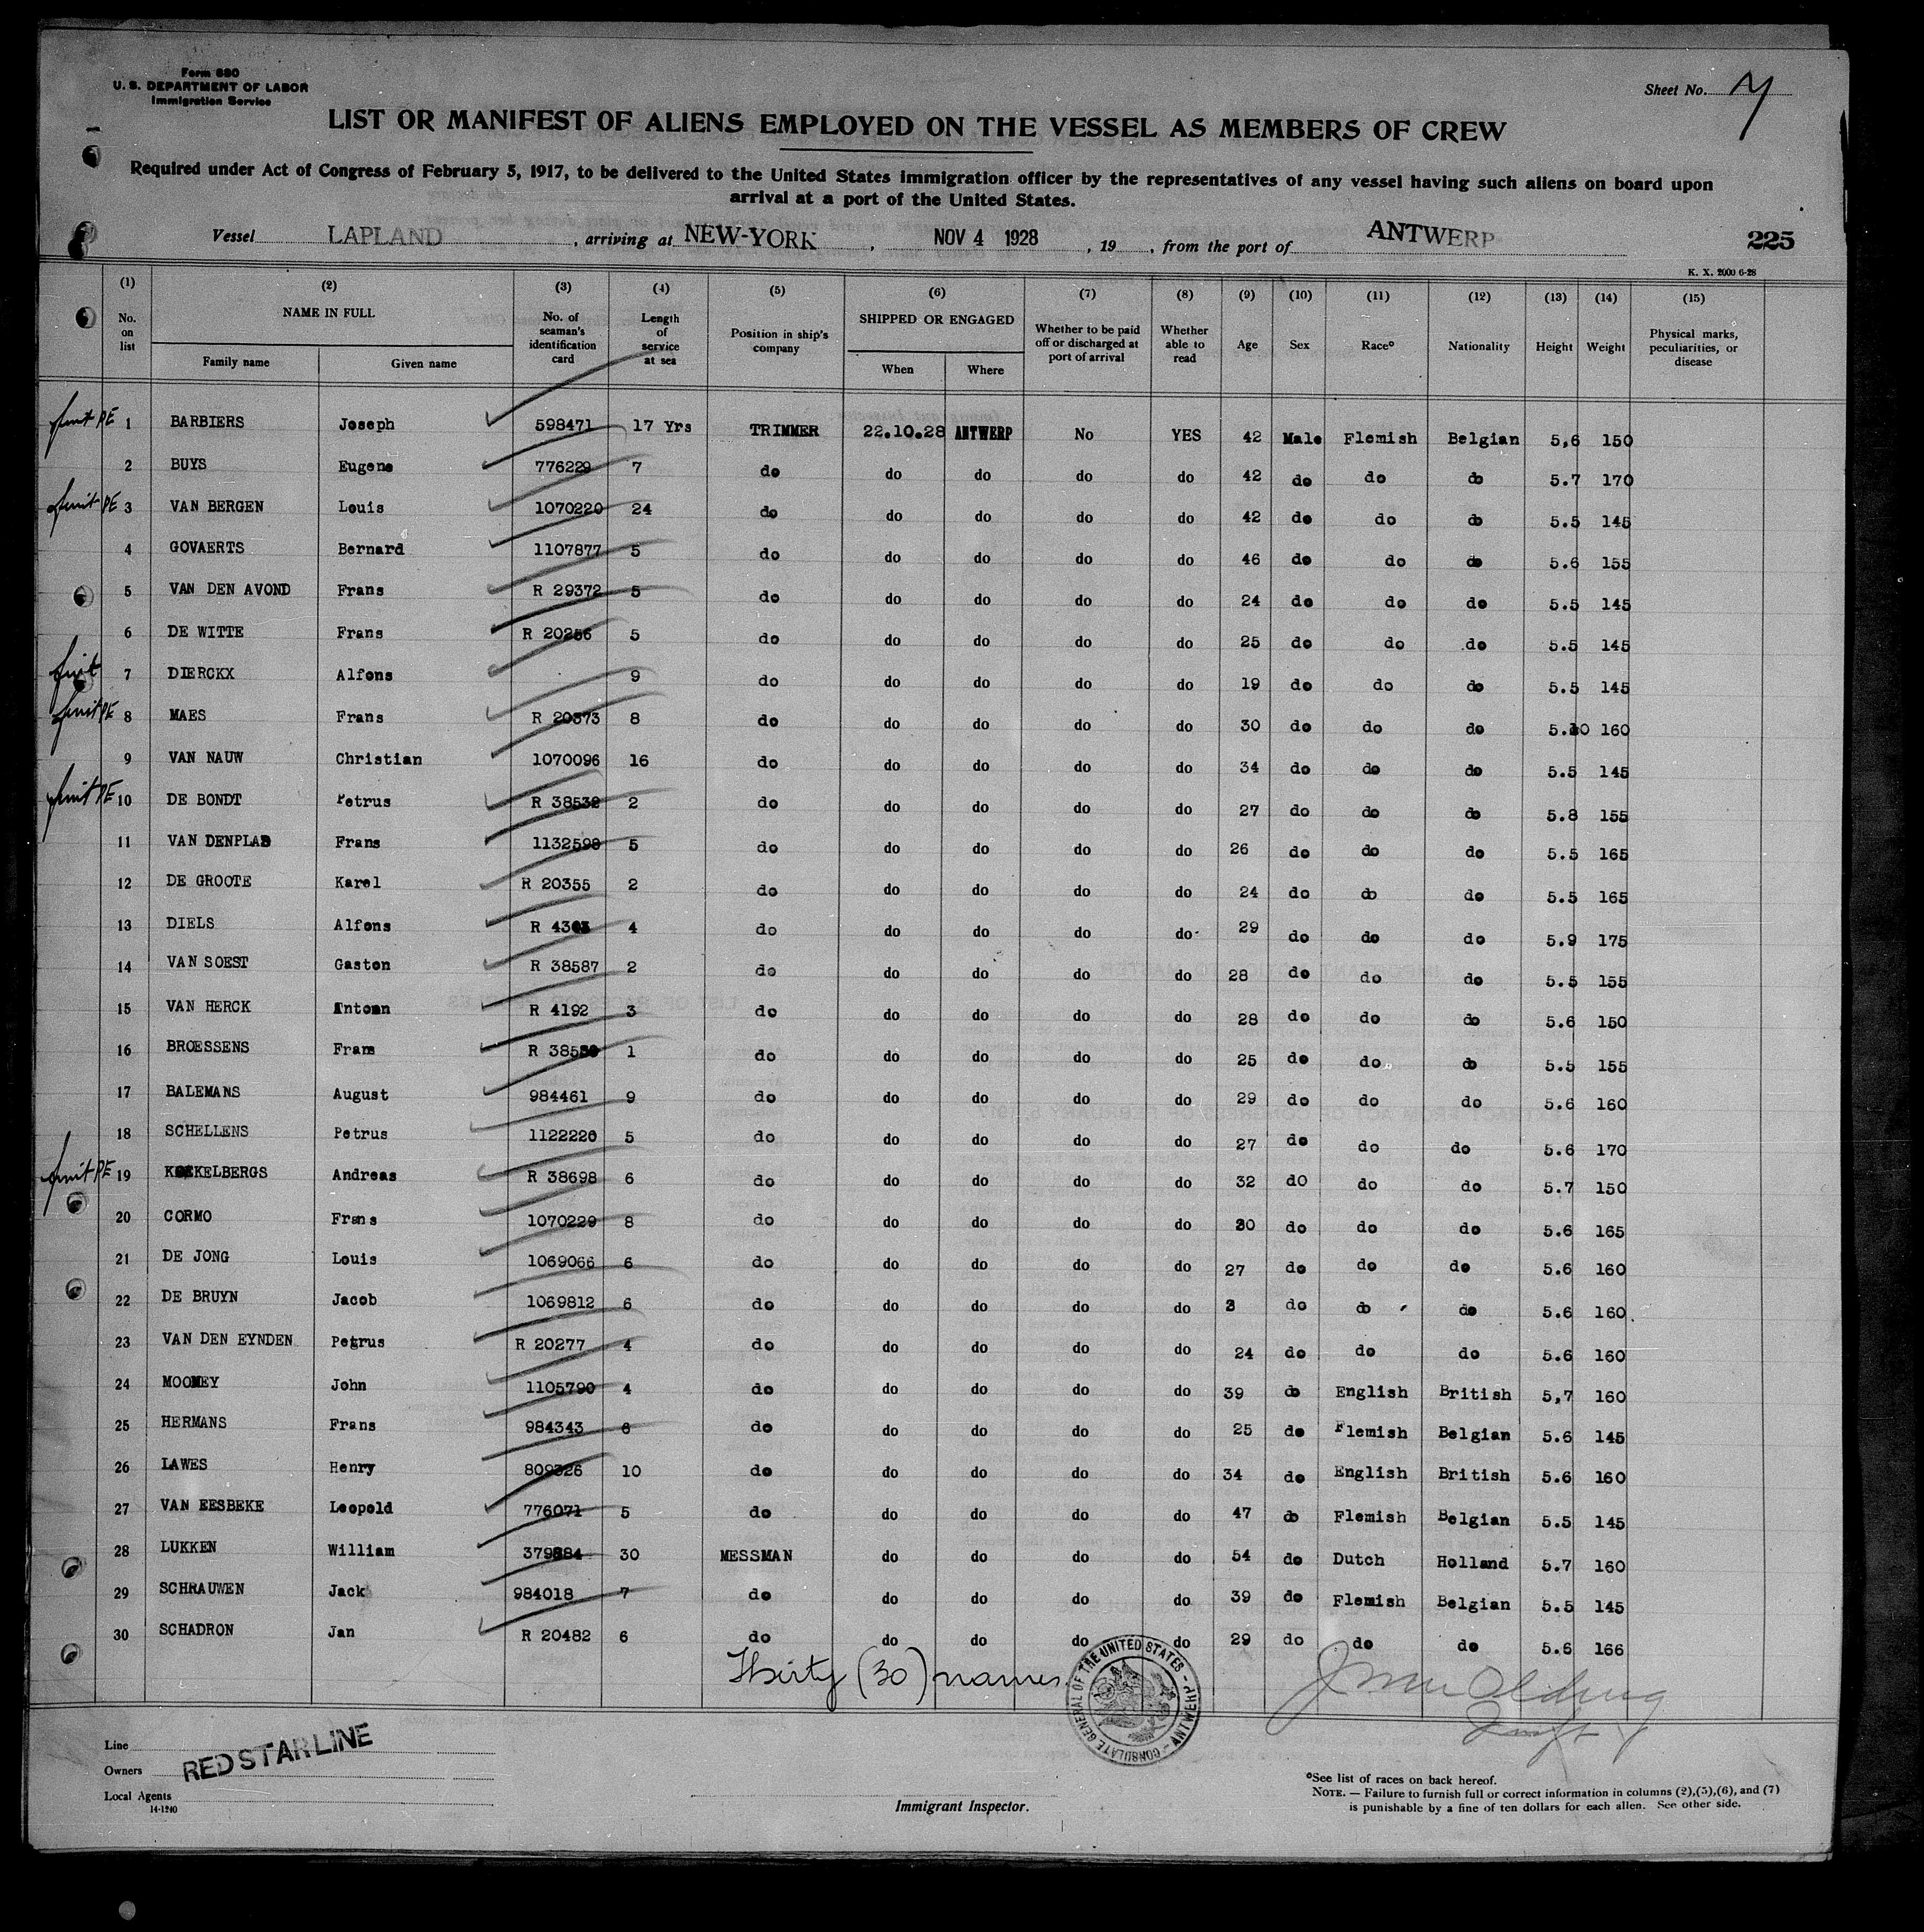 Form 680
U. S. DEPARTMENT OF LABOR
Immigration Service
Sheet No.
LIST OR MANIFEST OF ALIENS EMPLOYED ON THE VESSEL AS MEMBERS OF CREW
Required under Act of Congress of February 5, 1917, to be delivered to the United States immigration officer by the representatives of any vessel having such aliens on board upon
arrival at a port of the United States.
Vessel LAPLAND , arriving at NEW-YORK , NOV 4 1928 , 19 , from the port of ANTWERP 225
K. X. 2000 6-28
(1) (2) (3) (4) (5) (6) (7) (8) (9) (10) (11) (12) (13) (14) (15)
No. on list NAME IN FULL Family name Given name No. of seaman's identification card Length of service at sea Position in ship's company SHIPPED OR ENGAGED When Where Whether to be paid off or discharged at port of arrival Whether able to read Age Sex Race° Nationality Height Weight Physical marks, peculiarities, or disease
1 BARBIERS Joseph 598471 17 Yrs TRIMMER 22.10.28 ANTWERP No YES 42 Male Flemish Belgian 5,6 150
2 BUYS Eugene 776229 7 do do do do do 42 do do do 5.7 170
3 VAN BERGEN Louis 1070220 24 do do do do do 42 do do do 5.5 145
4 GOVAERTS Bernard 1107877 5 do do do do do 46 do do do 5.6 155
5 VAN DEN AVOND Frans R 29372 5 do do do do do 24 do do do 5.5 145
6 DE WITTE Frans R 20256 5 do do do do do 25 do do do 5.5 145
7 DIERCKX Alfons 9 do do do do do 19 do do do 5.5 145
8 MAES Frans R 20373 8 do do do do do 30 do do do 5.10 160
9 VAN NAUW Christian 1070096 16 do do do do do 34 do do do 5.5 145
10 DE BONDT Petrus R 38532 2 do do do do do 27 do do do 5.8 155
11 VAN DENPLAS Frans 1132598 5 do do do do do 26 do do do 5.5 165
12 DE GROOTE Karel R 20355 2 do do do do do 24 do do do 5.5 165
13 DIELS Alfons 4 do do do do do 29 do do do 5.9 175
14 VAN SOEST Gaston R 38587 2 do do do do do 28 do do do 5.5 155
15 VAN HERCK R 4192 3 do do do do do 28 do do do 5.6 150
16 BROESSENS Frans 1 do do do do do 25 do do do 5.5 155
17 BALEMANS August 984461 9 do do do do do 29 do do do 5.6 160
18 SCHELLENS Petrus 1122220 5 do do do do do 27 do do do 5.6 170
19 KOEKELBERGS Andreas R 38698 6 do do do do do 32 do do do 5.7 150
20 CORMO Frans 1070229 8 do do do do do 30 do do do 5.6 165
21 DE JONG Louis 1069066 6 do do do do do 27 do do do 5.6 160
22 DE BRUYN Jacob 1069812 6 do do do do do 3 do do do 5.6 160
23 VAN DEN EYNDEN Petrus R 20277 4 do do do do do 24 do do do 5.6 160
24 MOONEY John 1105790 4 do do do do do 39 do English British 5,7 160
25 HERMANS Frans 984343 6 do do do do do 25 do Flemish Belgian 5.6 145
26 LAWES Henry 809326 10 do do do do do 34 do English British 5.6 160
27 VAN EESBEKE Leopold 776071 5 do do do do do 47 do Flemish Belgian 5.5 145
28 LUKKEN William 379884 30 MESSMAN do do do do 54 do Dutch Holland 5.7 160
29 SCHRAUWEN Jack 984018 7 do do do do do 39 do Flemish Belgian 5.5 145
30 SCHADRON Jan R 20482 6 do do do do do 29 do do do 5.6 166
Thirty (30) names
CONSULATE GENERAL OF THE UNITED STATES - ANTWERP
Line
Owners RED STAR LINE
Local Agents
14-1240
Immigrant Inspector.
°See list of races on back hereof.
NOTE. — Failure to furnish full or correct information in columns (2),(5),(6), and (7)
is punishable by a fine of ten dollars for each alien. See other side.